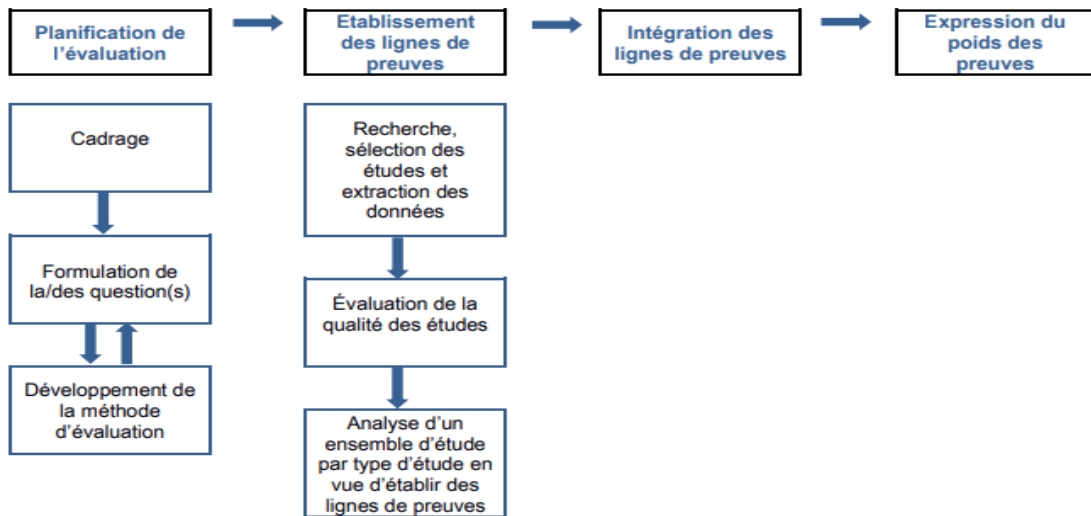 Planification de
l'évaluation
Etablissement
des lignes de
preuves
Intégration des
lignes de preuves
Expression du
poids des
preuves
Cadrage
Formulation de
la/des question(s)
Développement de
la méthode
d'évaluation
Recherche,
sélection des
études et
extraction des
données
Évaluation de la
qualité des études
Analyse d'un
ensemble d'étude
par type d'étude en
vue d'établir des
lignes de preuves